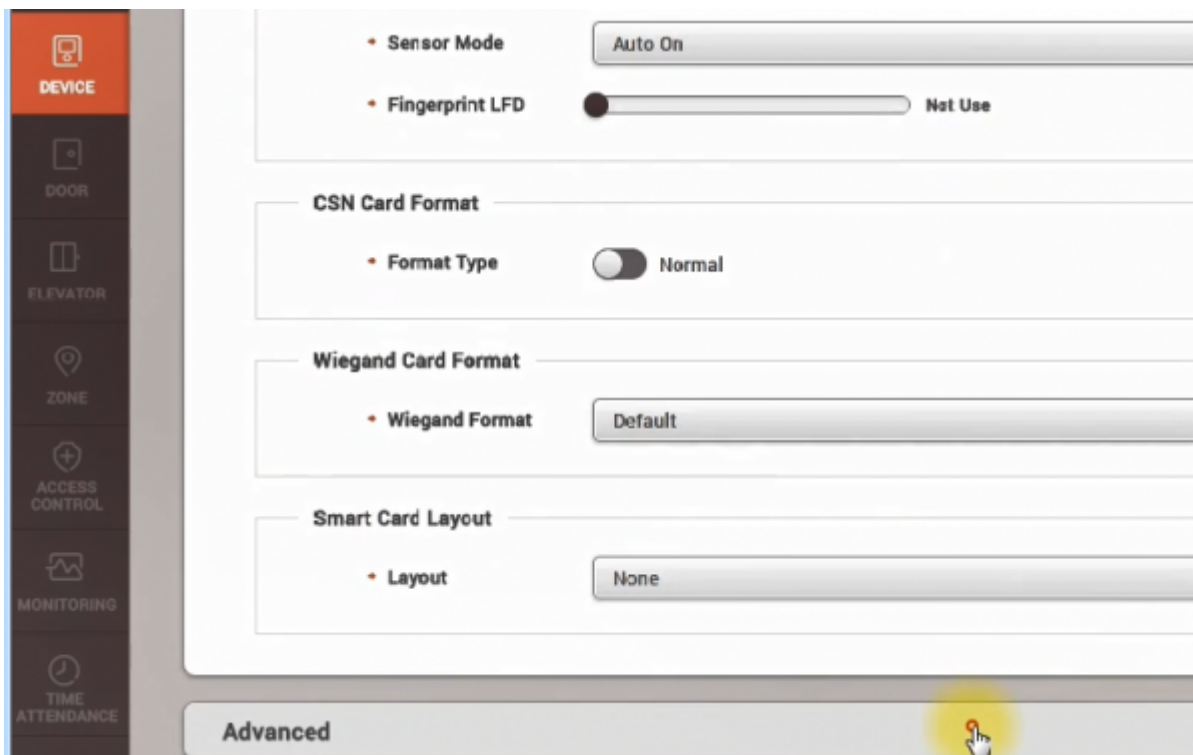 DEVICE
DOOR
ELEVATOR
ZONE
ACCESS
CONTROL
MONITORING
TIME
ATTENDANCE
Sensor Mode Auto On
Fingerprint LFD Not Use
CSN Card Format
Format Type Normal
Wiegand Card Format
Wiegand Format Default
Smart Card Layout
Layout None
Advanced